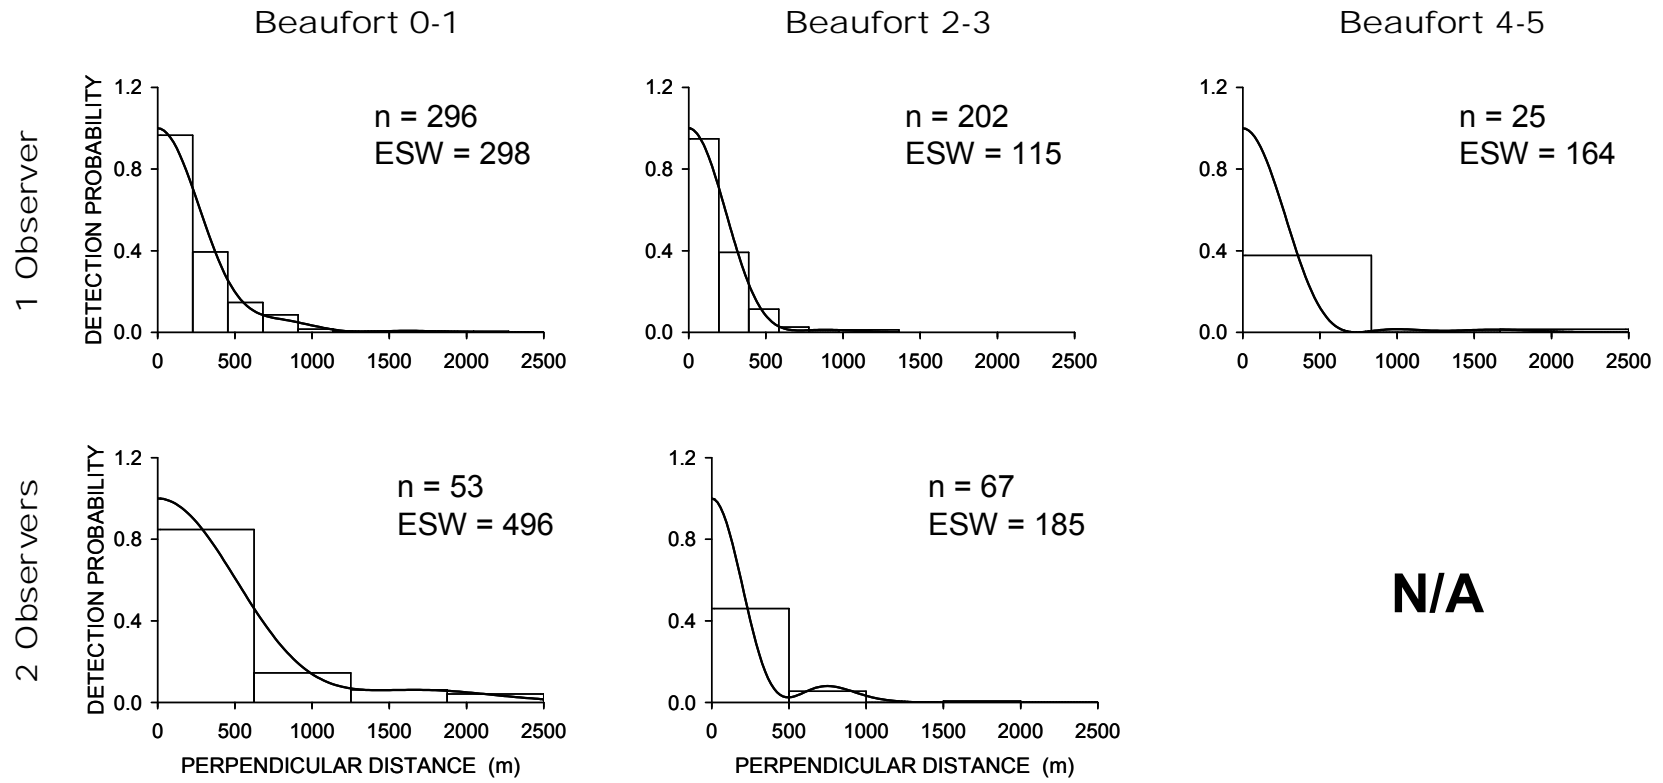 Beaufort 0-1
Beaufort 2-3
Beaufort 4-5
1 Observer
DETECTION PROBABILITY
1.2
0.8
0.4
0.0
n = 296
ESW = 298
0 500 1000 1500 2000 2500
1.2
0.8
0.4
0.0
n = 202
ESW = 115
0 500 1000 1500 2000 2500
1.2
0.8
0.4
0.0
n = 25
ESW = 164
0 500 1000 1500 2000 2500
2 Observers
DETECTION PROBABILITY
1.2
0.8
0.4
0.0
n = 53
ESW = 496
0 500 1000 1500 2000 2500
PERPENDICULAR DISTANCE (m)
1.2
0.8
0.4
0.0
n = 67
ESW = 185
0 500 1000 1500 2000 2500
PERPENDICULAR DISTANCE (m)
N/A